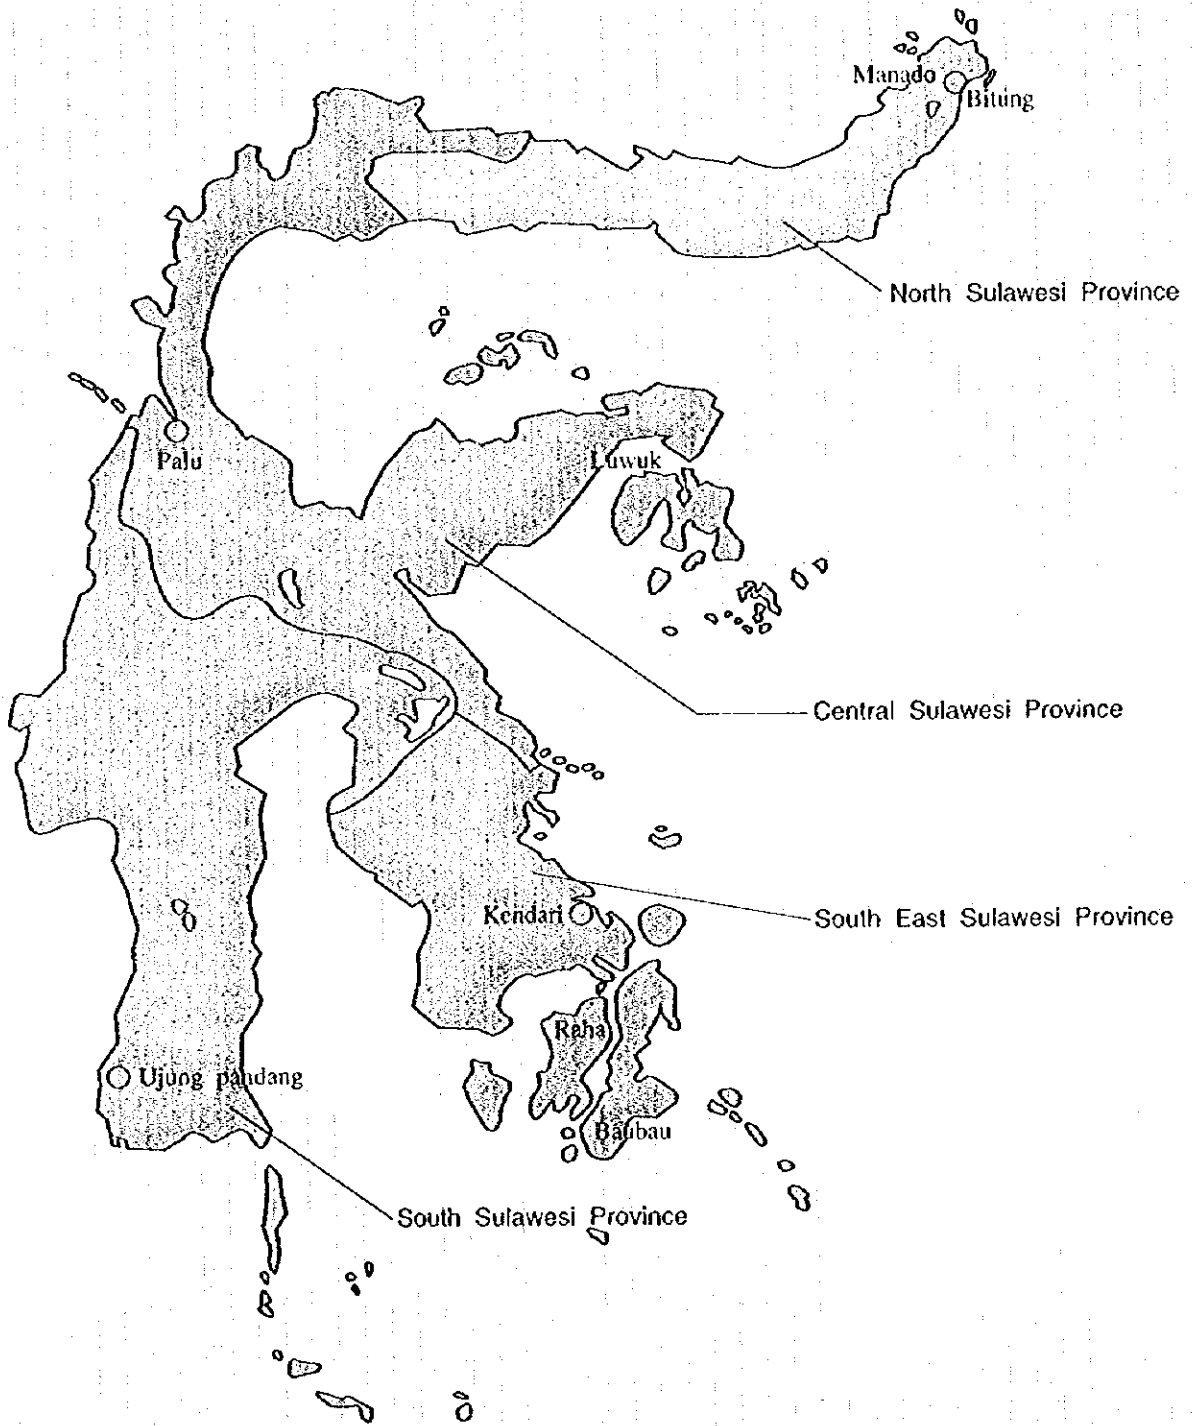 Manado
Bitung
North Sulawesi Province
Palu
Luwuk
Central Sulawesi Province
Kendari
South East Sulawesi Province
Raha
Ujung pandang
Baubau
South Sulawesi Province